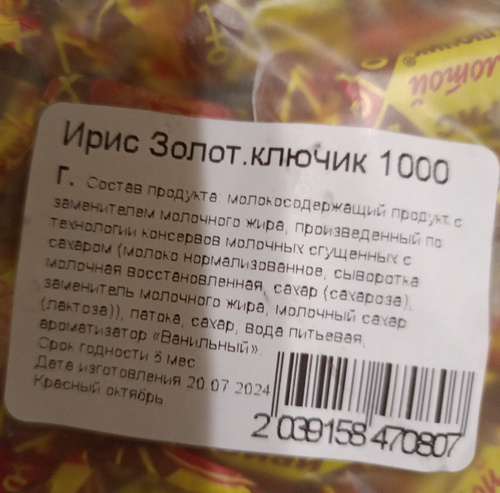 лотой
Ирис Золот.ключик 1000
г. Состав продукта: молокосодержащий продукт с
заменителем молочного жира, произведенный по
технологии консервов молочных сгущенных с
сахаром (молоко нормализованное, сыворотка
молочная восстановленная, сахар (сахароза),
заменитель молочного жира, молочный сахар
(лактоза)), патока, сахар, вода питьевая,
ароматизатор «Ванильный».
Срок годности 6 мес.
Дата изготовления 20.07.2024
Красный октябрь
2 039158 470807